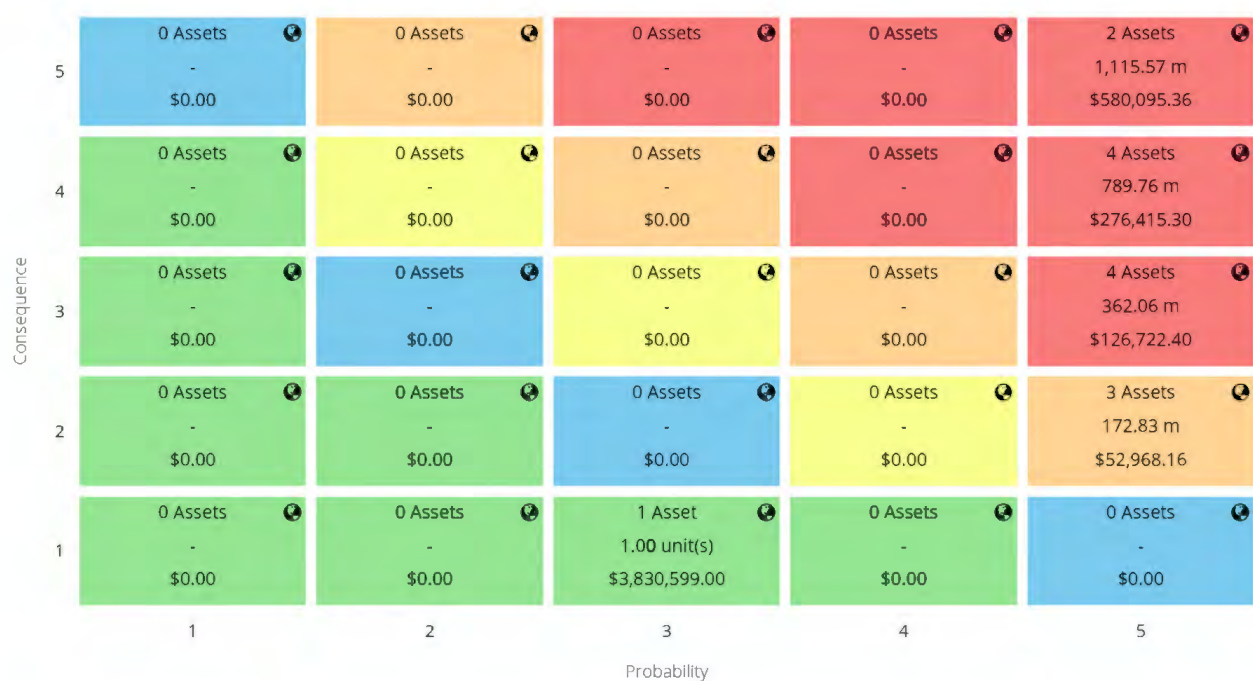 0 Assets 0 Assets 0 Assets 0 Assets 2 Assets
- - - - 1,115.57 m
5
$0.00 $0.00 $0.00 $0.00 $580,095.36
0 Assets 0 Assets 0 Assets 0 Assets 4 Assets
- - - - 789.76 m
4
$0.00 $0.00 $0.00 $0.00 $276,415.30
Consequence
0 Assets 0 Assets 0 Assets 0 Assets 4 Assets
- - - - 362.06 m
3
$0.00 $0.00 $0.00 $0.00 $126,722.40
0 Assets 0 Assets 0 Assets 0 Assets 3 Assets
- - - - 172.83 m
2
$0.00 $0.00 $0.00 $0.00 $52,968.16
0 Assets 0 Assets 1 Asset 0 Assets 0 Assets
- - 1.00 unit(s) - -
1
$0.00 $0.00 $3,830,599.00 $0.00 $0.00
1 2 3 4 5
Probability